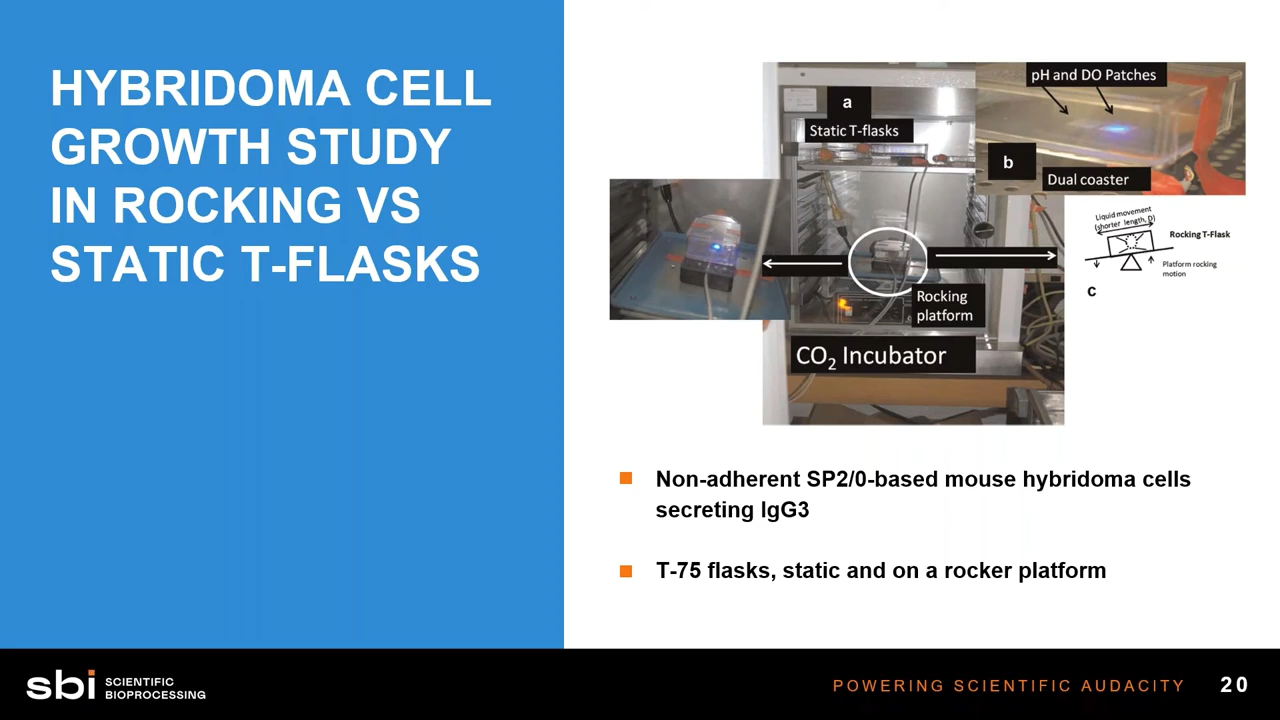 HYBRIDOMA CELL
GROWTH STUDY
IN ROCKING VS
STATIC T-FLASKS
pH and DO Patches
a
Static T-flasks
b
Dual coaster
Liquid movement
(shorter length, D)
Rocking T-Flask
Platform rocking
motion
c
Rocking
platform
CO₂ Incubator
Non-adherent SP2/0-based mouse hybridoma cells
secreting IgG3
T-75 flasks, static and on a rocker platform
sbi SCIENTIFIC
BIOPROCESSING
POWERING SCIENTIFIC AUDACITY 20